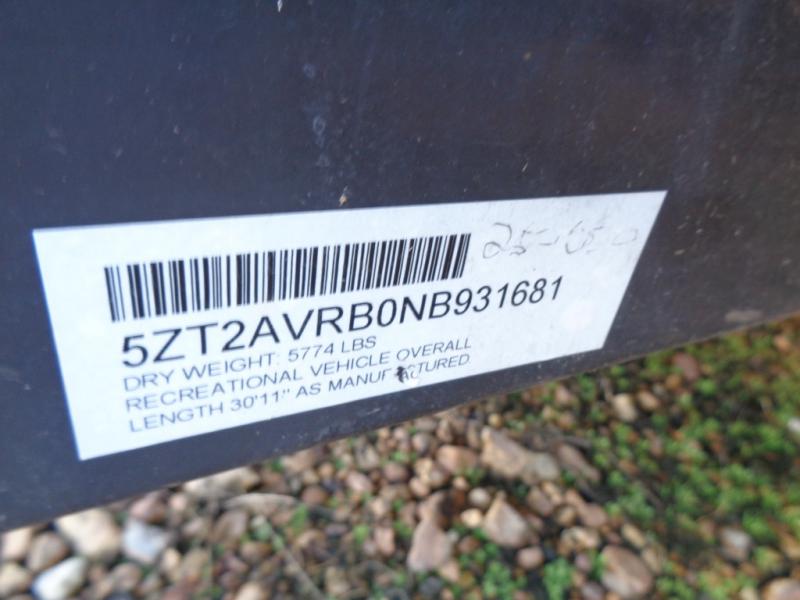 5ZT2AVRB0NB931681
DRY WEIGHT: 5774 LBS
RECREATIONAL VEHICLE OVERALL
LENGTH 30'11" AS MANUFACTURED